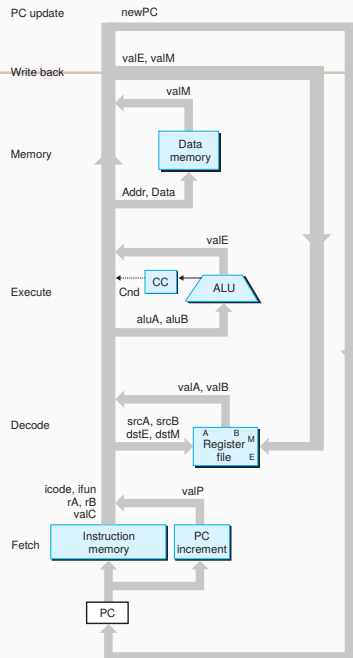 PC update
newPC
valE, valM
Write back
valM
Data
memory
Memory
Addr, Data
valE
CC
ALU
Execute
Cnd
aluA, aluB
valA, valB
Decode
srcA, srcB
dstE, dstM
A B
M
Register
file
E
icode, ifun
rA, rB
valC
valP
Fetch
Instruction
memory
PC
increment
PC